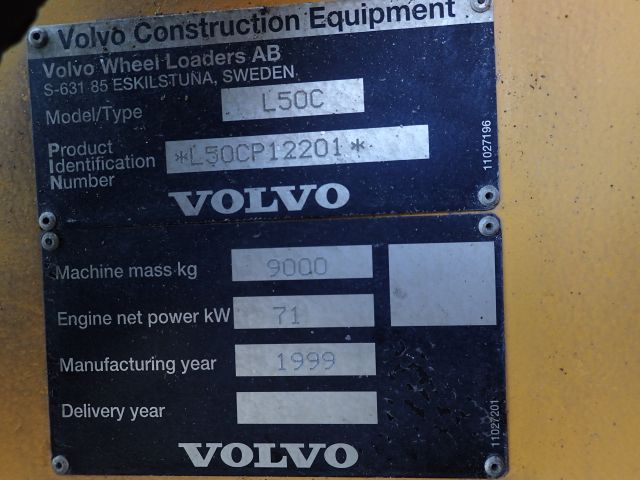 Volvo Construction Equipment
Volvo Wheel Loaders AB
S-631 85 ESKILSTUNA, SWEDEN
Model/Type L50C
Product
Identification *L50CP12201*
Number
11027196
VOLVO
Machine mass kg 9000
Engine net power kW 71
Manufacturing year 1999
Delivery year
11027201
VOLVO